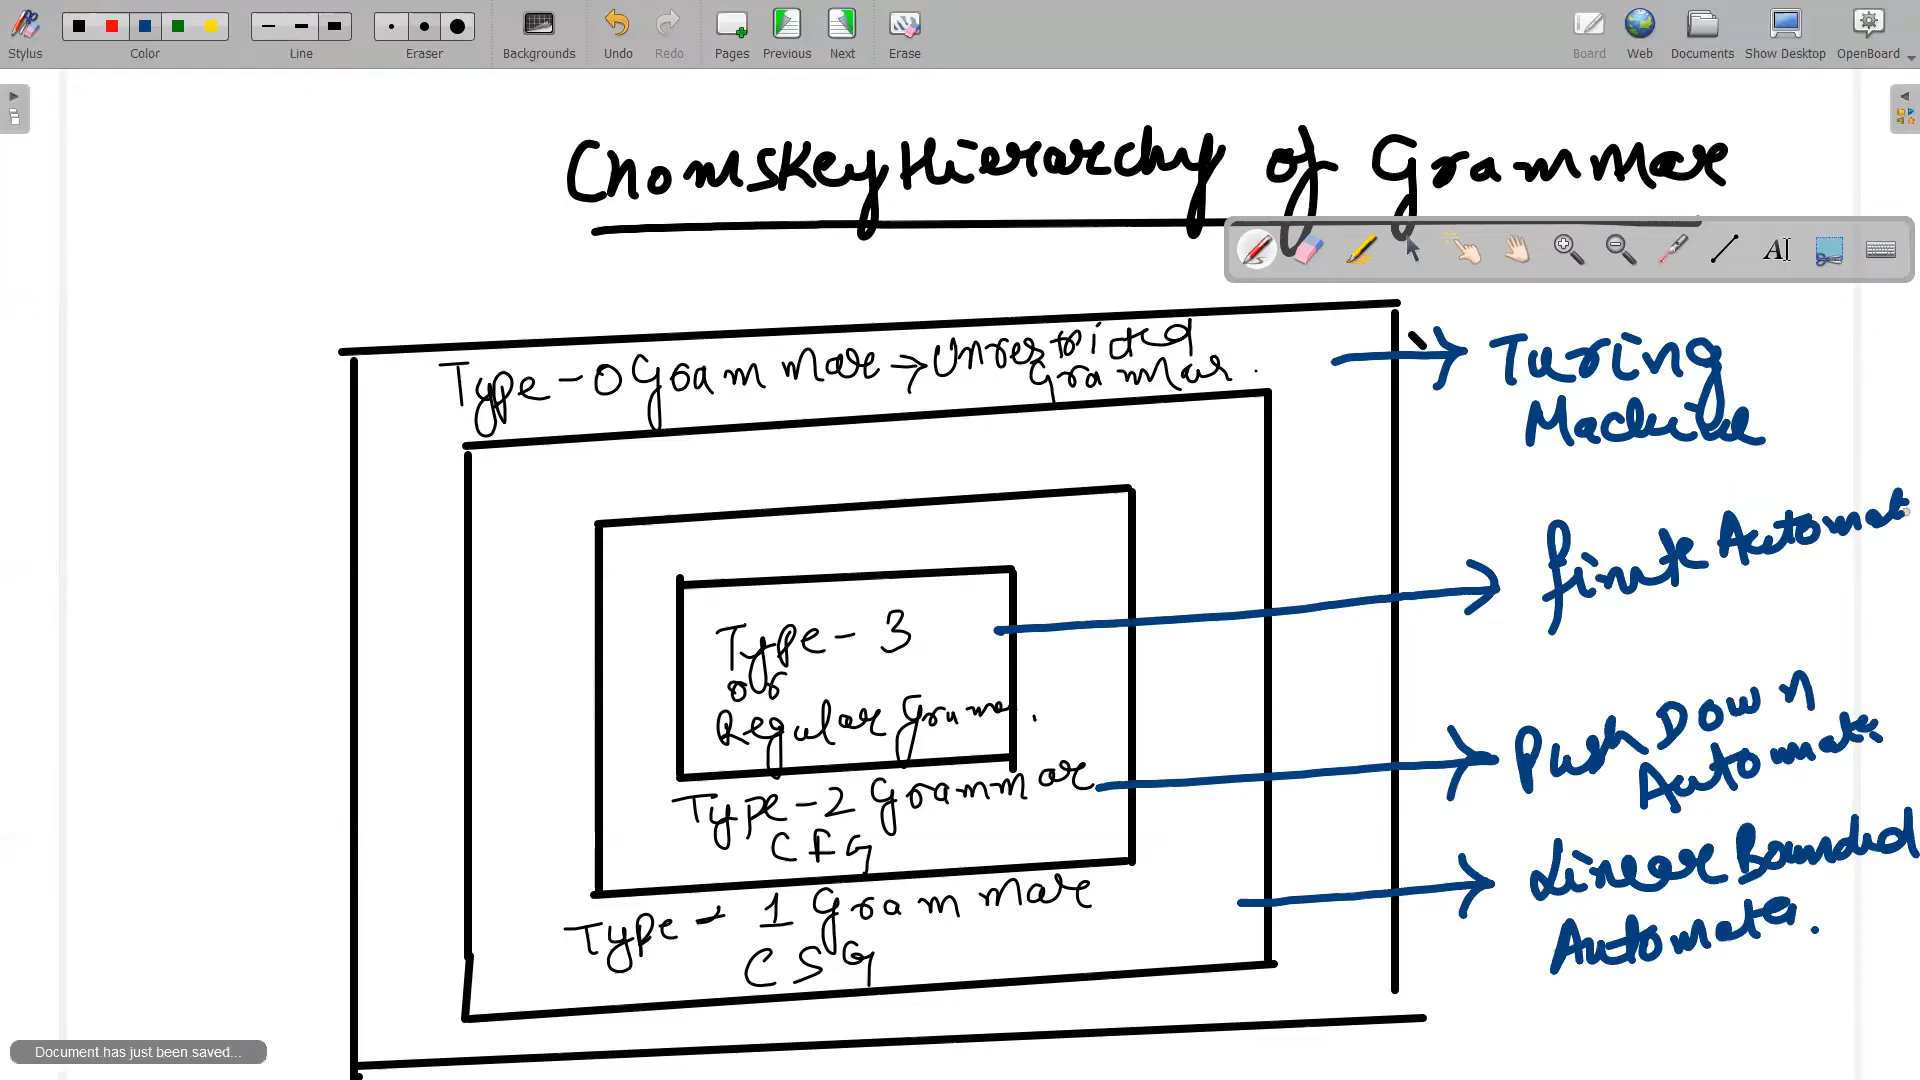 Stylus
Color
Line
Eraser
Backgrounds
Undo
Redo
Pages
Previous
Next
Erase
Board
Web
Documents
Show Desktop
OpenBoard
Chomskey Hierarchy of Grammar
Type-0 Grammar → Unrestricted
Grammar.
Turing
Machine
finite Automat
Type-3
or
Regular Gramma.
Push Down
Automata
Type-2 Grammar
CFG
Linear Bounded
Automata.
Type-1 Grammar
CSG
Document has just been saved...